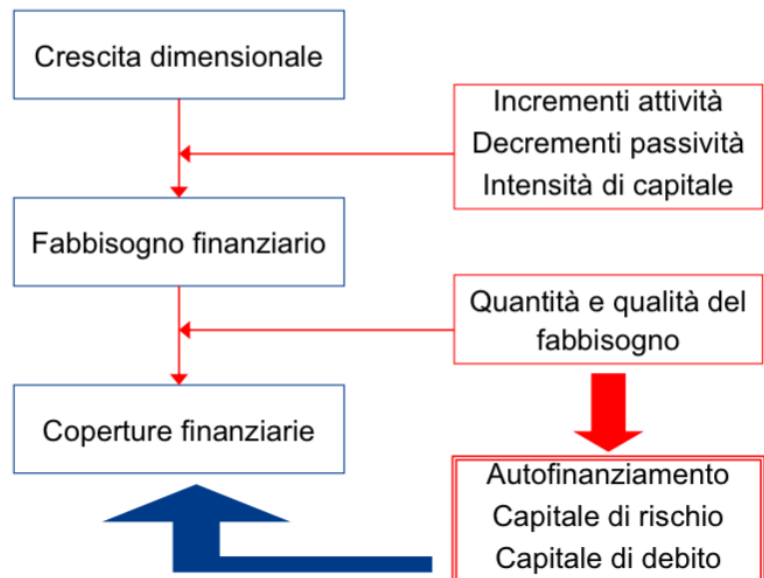 Crescita dimensionale
Incrementi attività
Decrementi passività
Intensità di capitale
Fabbisogno finanziario
Quantità e qualità del
fabbisogno
Coperture finanziarie
Autofinanziamento
Capitale di rischio
Capitale di debito